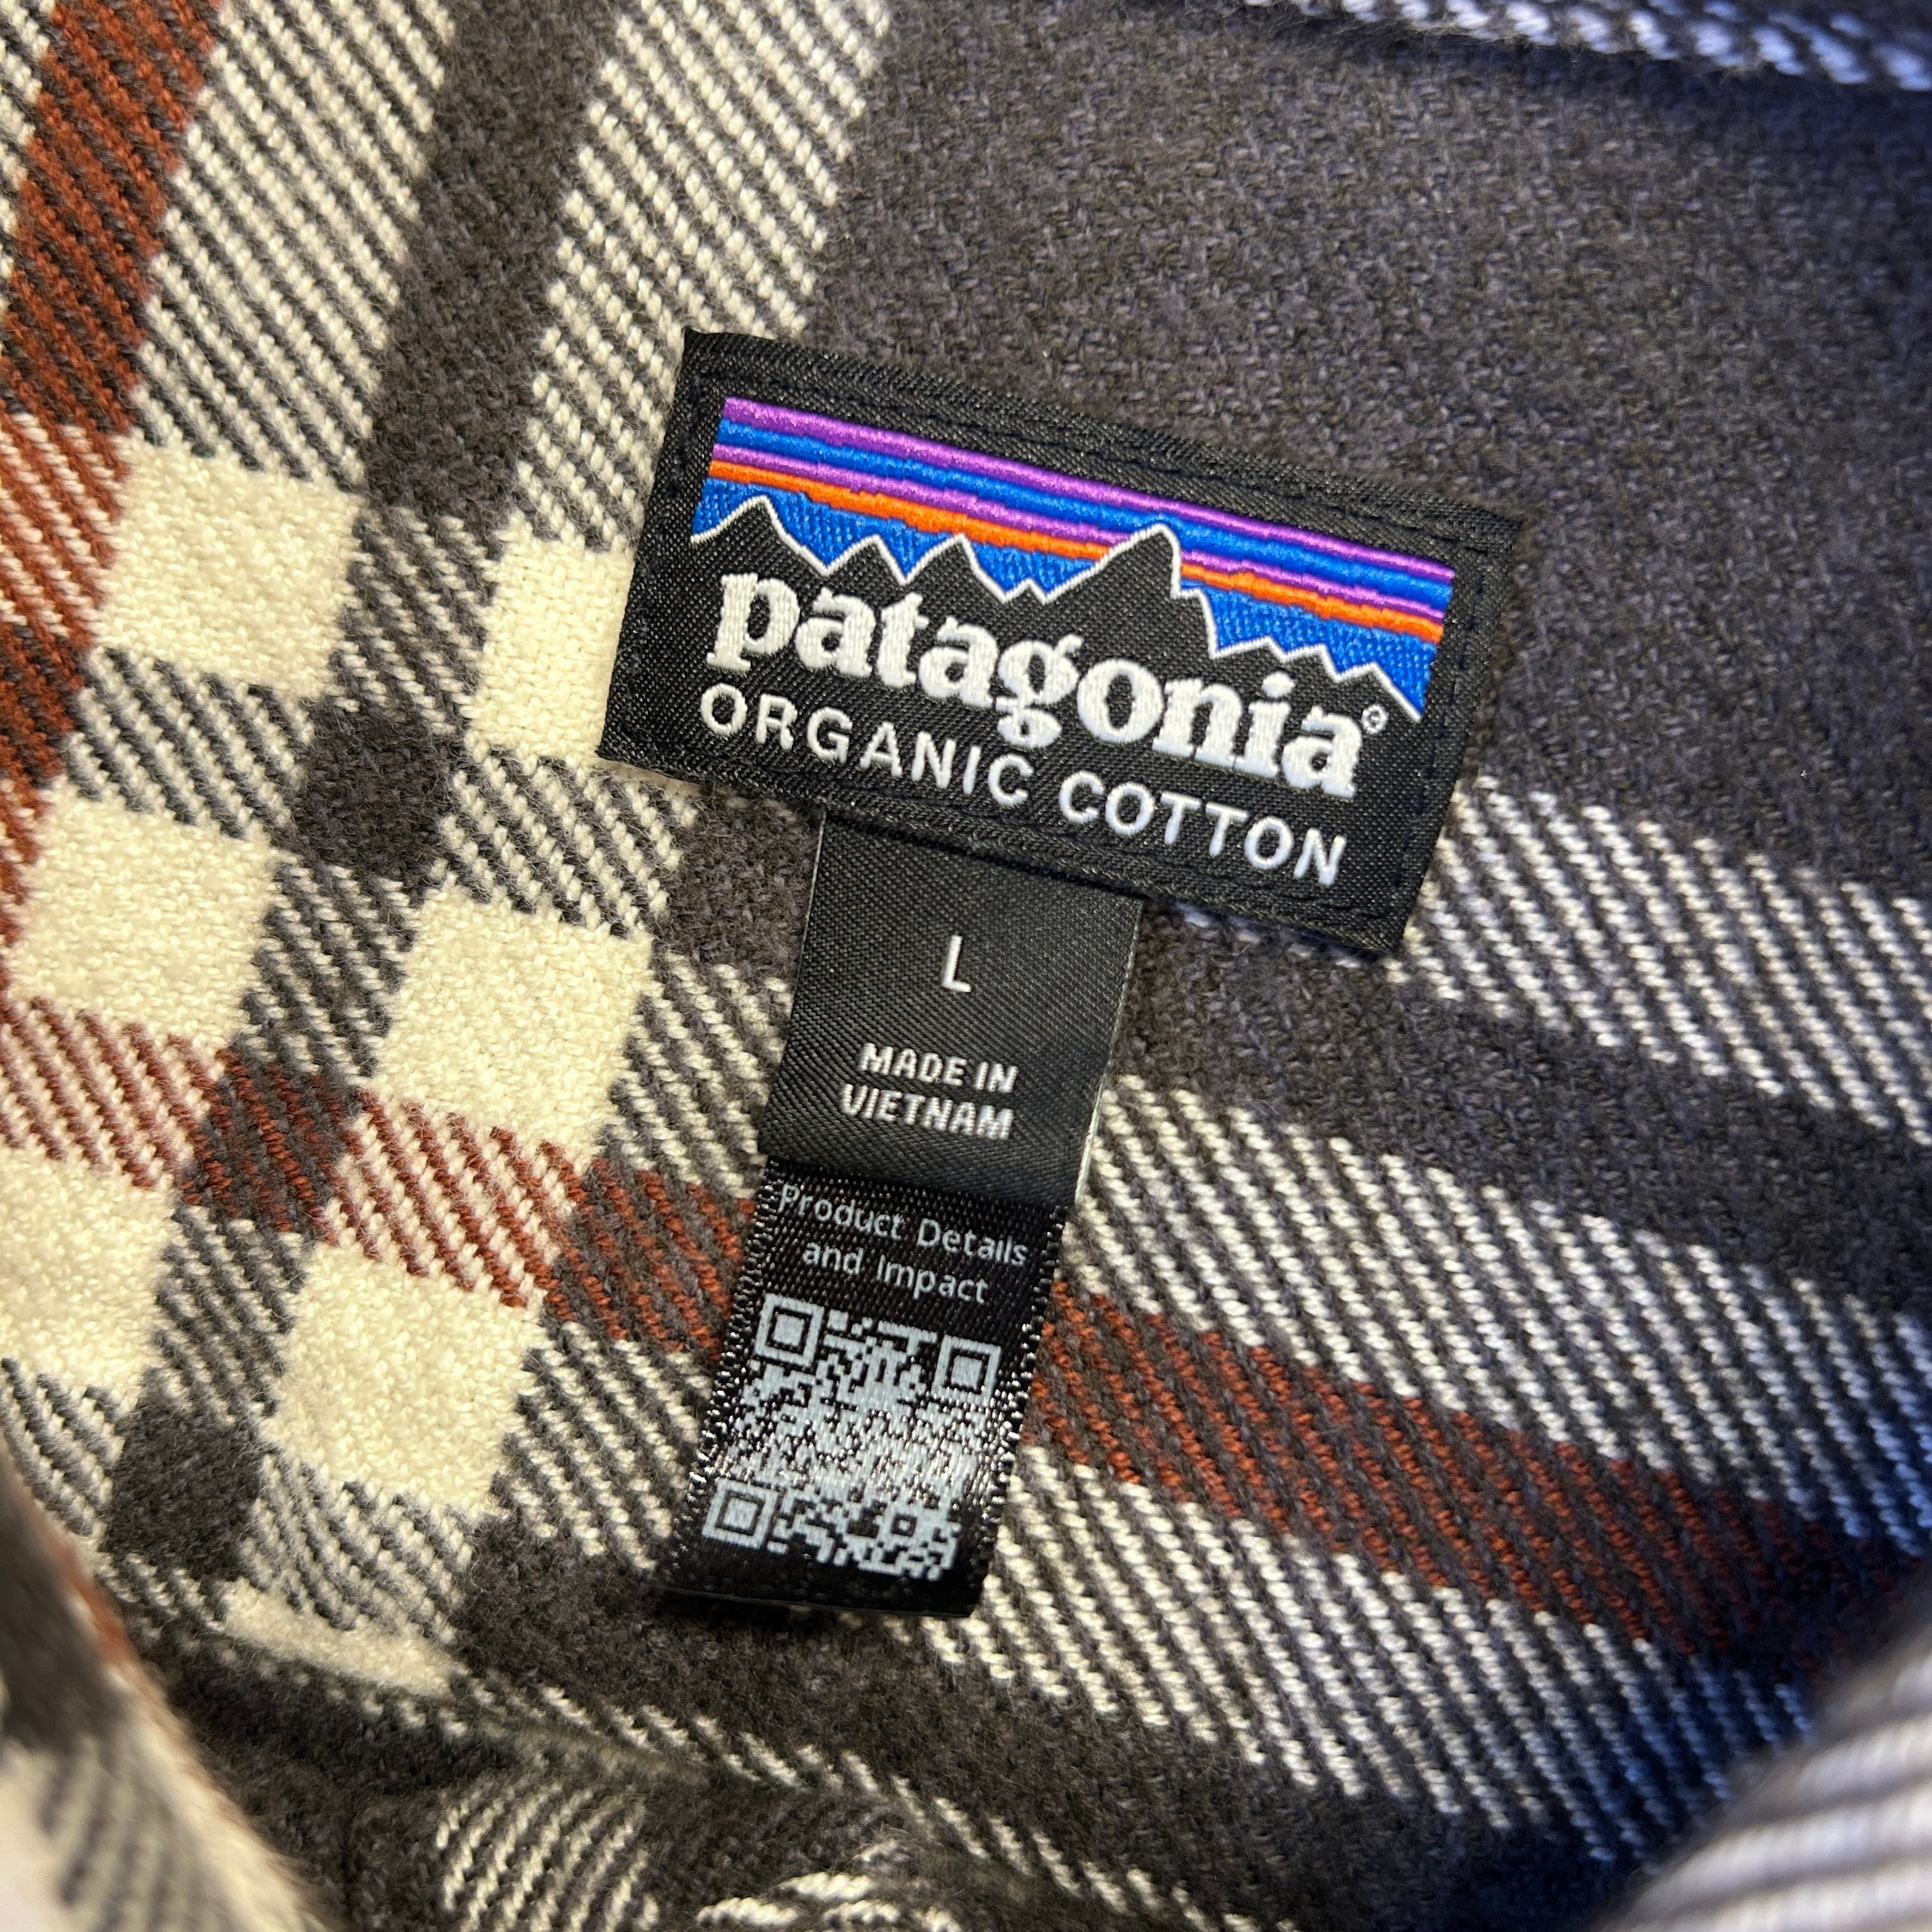 patagonia®
ORGANIC COTTON
L
MADE IN
VIETNAM
Product Details
and Impact